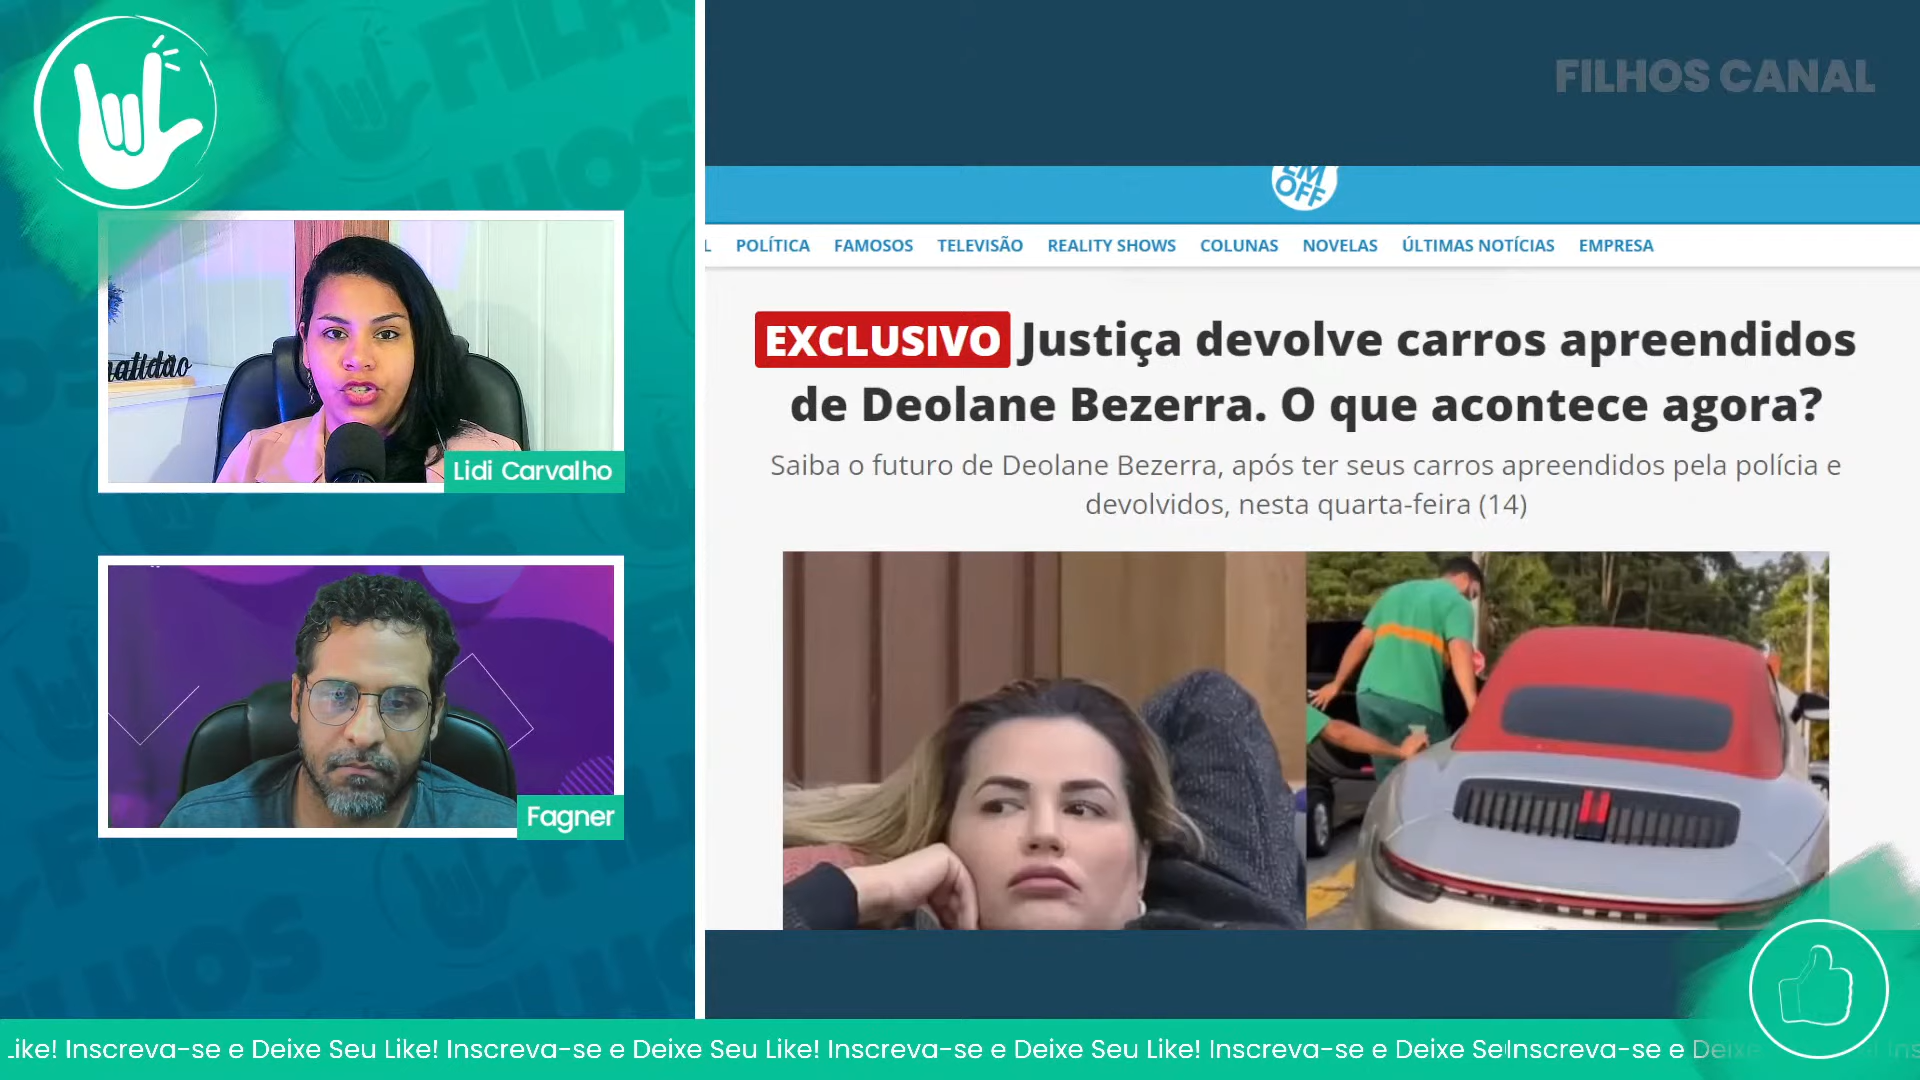 FILHOS CANAL
EM
OFF
POLÍTICA FAMOSOS TELEVISÃO REALITY SHOWS COLUNAS NOVELAS ÚLTIMAS NOTÍCIAS EMPRESA
EXCLUSIVO Justiça devolve carros apreendidos
de Deolane Bezerra. O que acontece agora?
Saiba o futuro de Deolane Bezerra, após ter seus carros apreendidos pela polícia e
devolvidos, nesta quarta-feira (14)
Lidi Carvalho
Fagner
Like! Inscreva-se e Deixe Seu Like! Inscreva-se e Deixe Seu Like! Inscreva-se e Deixe Seu Like! Inscreva-se e Deixe Se Inscreva-se e Deixe